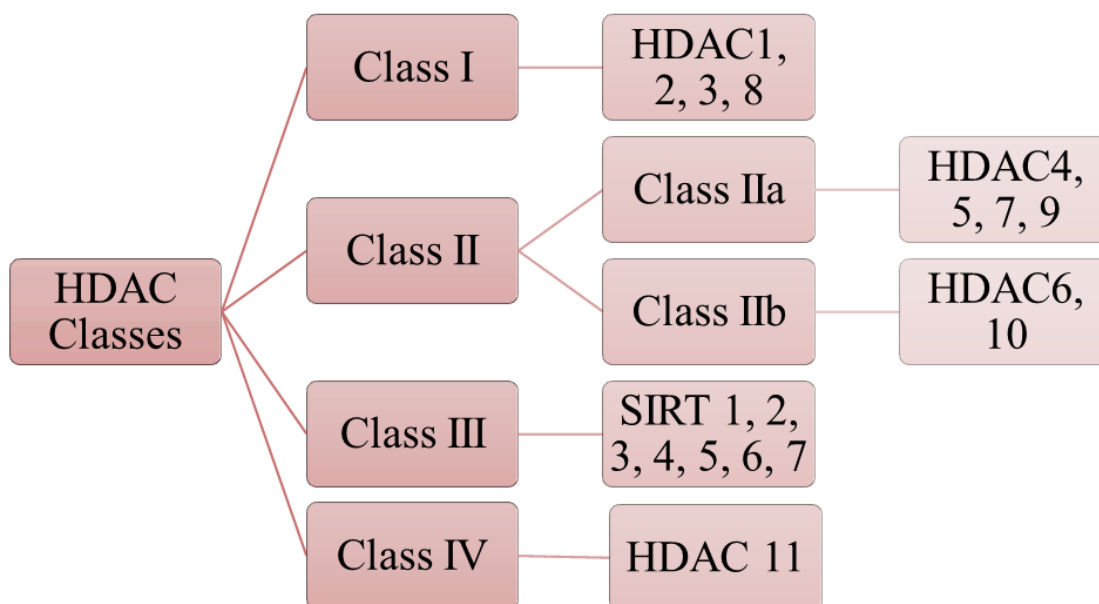 HDAC
Classes
Class I
HDAC1,
2, 3, 8
Class II
Class IIa
HDAC4,
5, 7, 9
Class IIb
HDAC6,
10
Class III
SIRT 1, 2,
3, 4, 5, 6, 7
Class IV
HDAC 11